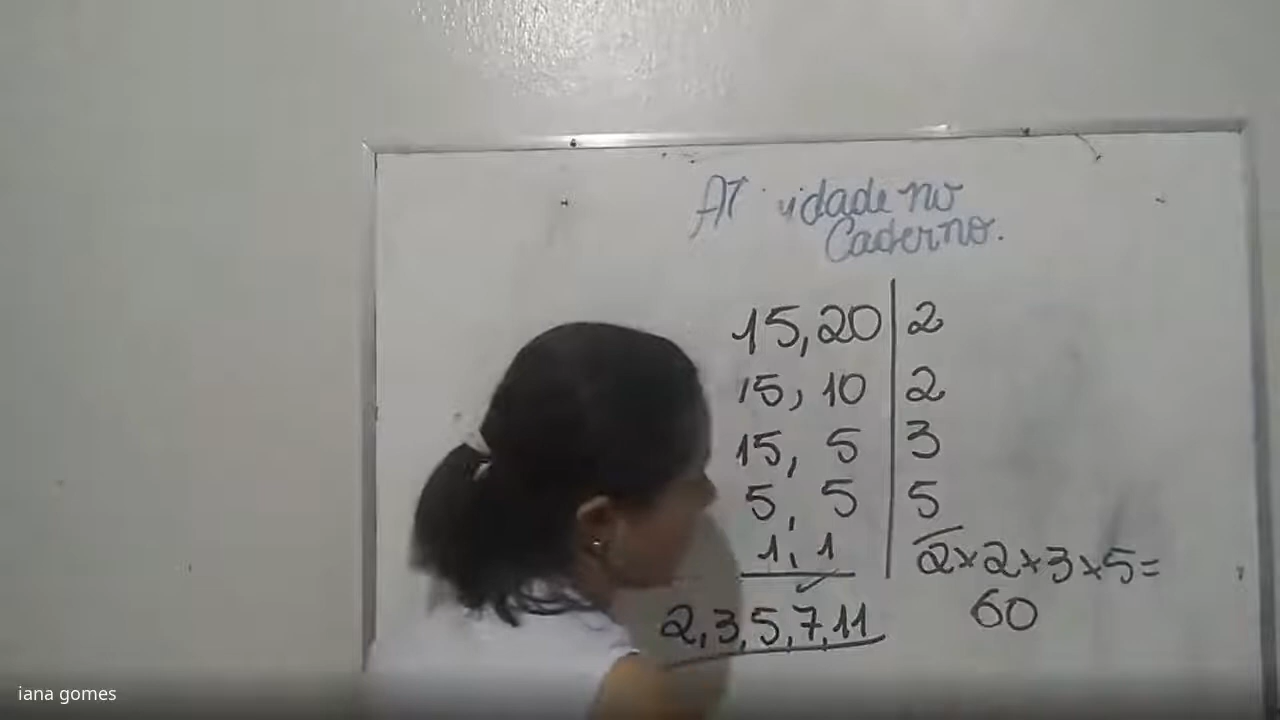 At vidade no
Caderno.
15,20 | 2
15, 10 | 2
15, 5 | 3
5, 5 | 5
1, 1
2×2×3×5=
60
2,3,5,7,11
iana gomes